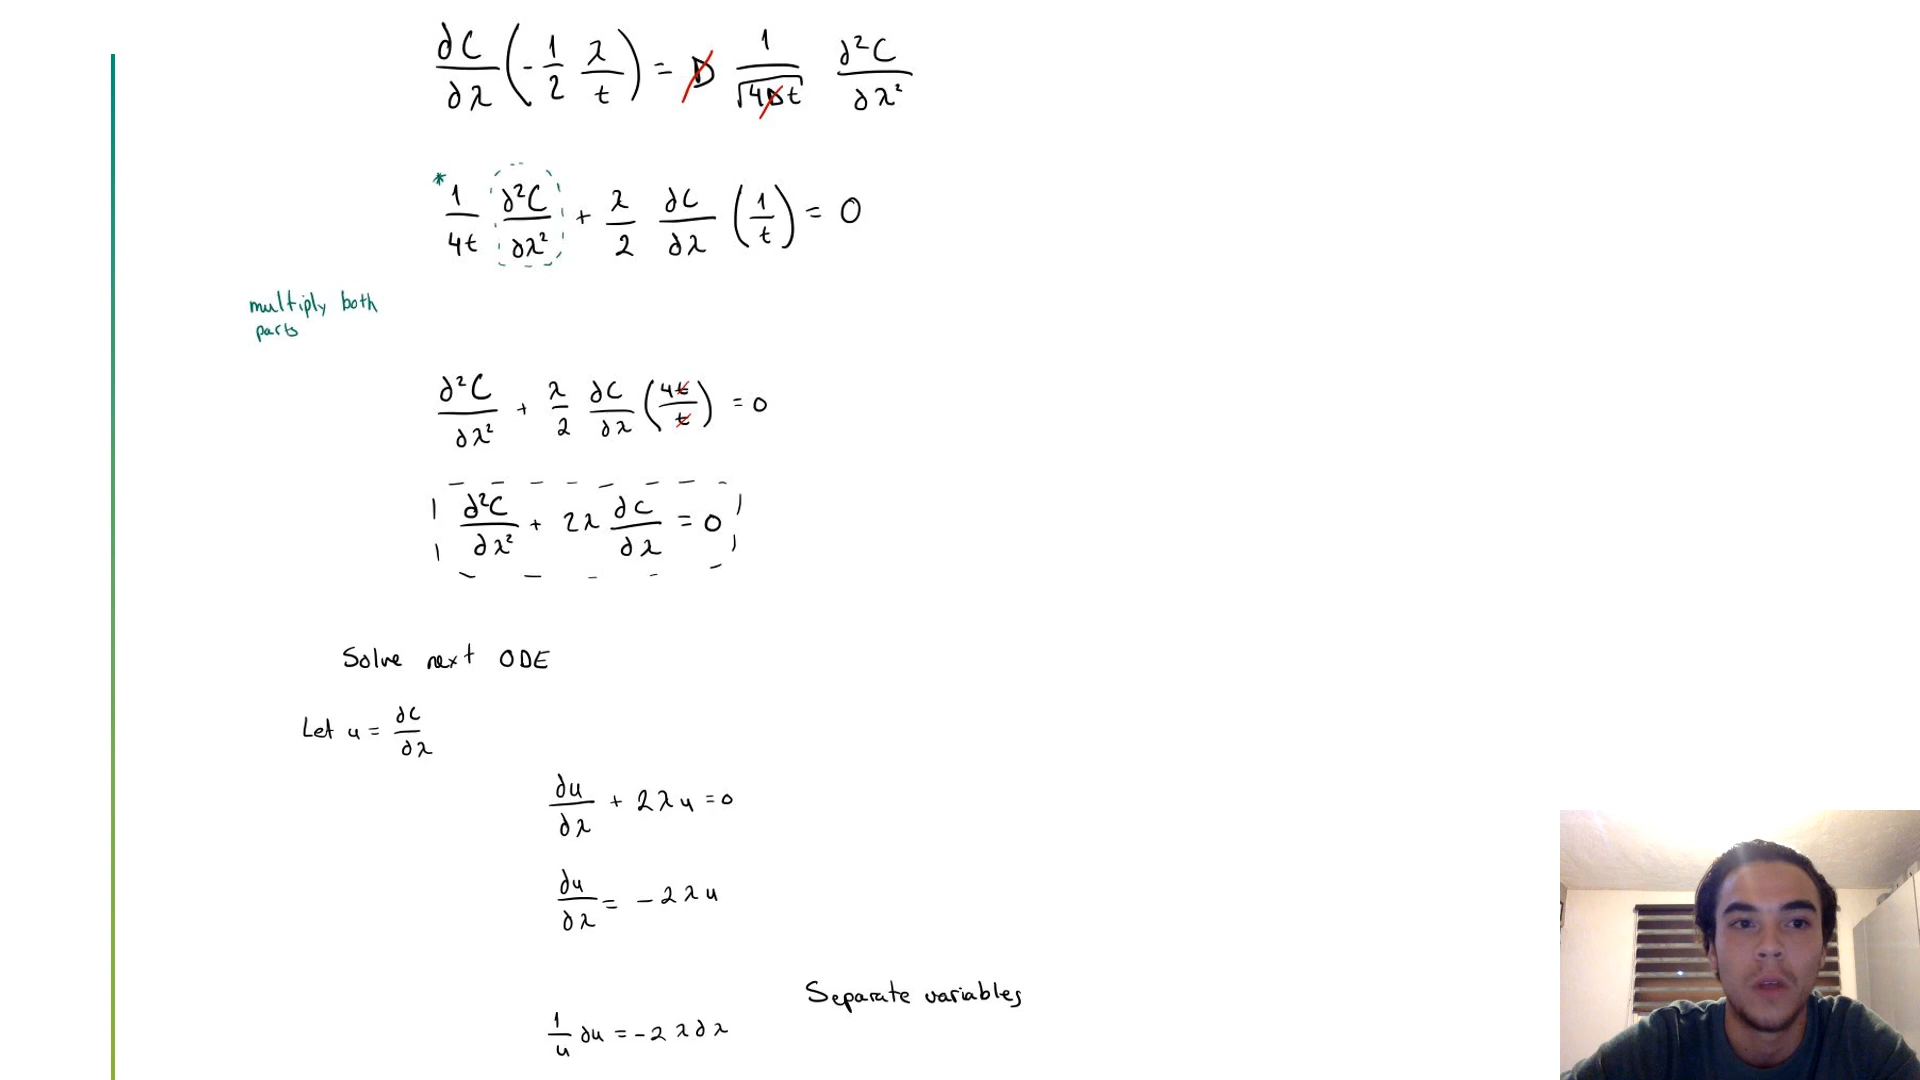 ∂C/∂λ (-1/2 λ/t) = D 1/√4Dt ∂²C/∂λ²
* 1/4t ∂²C/∂λ² + λ/2 ∂C/∂λ (1/t) = 0
multiply both
parts
∂²C/∂λ² + λ/2 ∂C/∂λ (4t/t) = 0
∂²C/∂λ² + 2λ ∂C/∂λ = 0
Solve next ODE
Let u = ∂C/∂λ
∂u/∂λ + 2λu = 0
∂u/∂λ = -2λu
Separate variables
1/u ∂u = -2λ∂λ